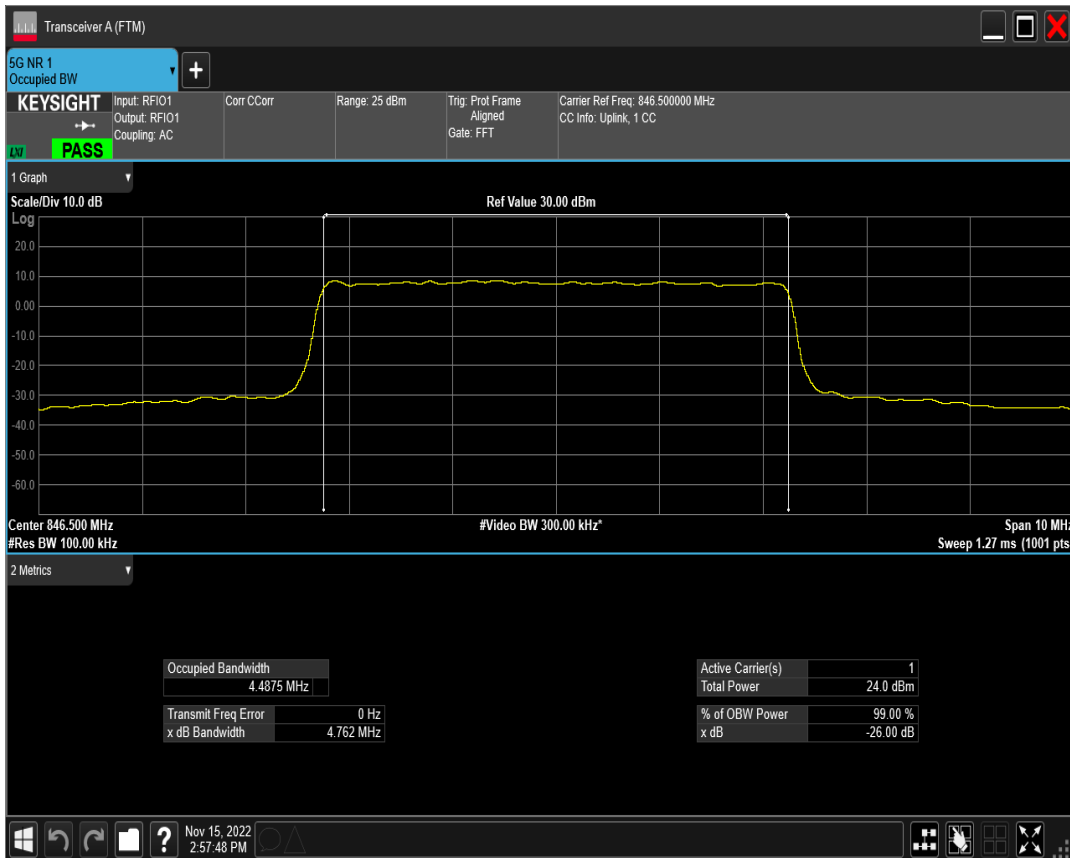 Transceiver A (FTM)
5G NR 1
Occupied BW
+
KEYSIGHT
LXI
PASS
Input: RFIO1
Output: RFIO1
Coupling: AC
Corr CCorr
Range: 25 dBm
Trig: Prot Frame
Aligned
Gate: FFT
Carrier Ref Freq: 846.500000 MHz
CC Info: Uplink, 1 CC
1 Graph
Scale/Div 10.0 dB
Ref Value 30.00 dBm
Log
20.0
10.0
0.00
-10.0
-20.0
-30.0
-40.0
-50.0
-60.0
Center 846.500 MHz
#Video BW 300.00 kHz*
Span 10 MHz
#Res BW 100.00 kHz
Sweep 1.27 ms (1001 pts
2 Metrics
Occupied Bandwidth
4.4875 MHz
Transmit Freq Error 0 Hz
x dB Bandwidth 4.762 MHz
Active Carrier(s) 1
Total Power 24.0 dBm
% of OBW Power 99.00 %
x dB -26.00 dB
?
Nov 15, 2022
2:57:48 PM